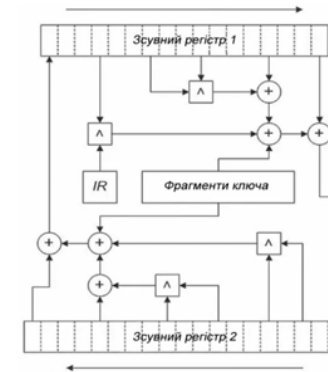 Зсувний регістр 1
+
^
+
^
+
IR
Фрагменти ключа
+
+
^
+
^
Зсувний регістр 2